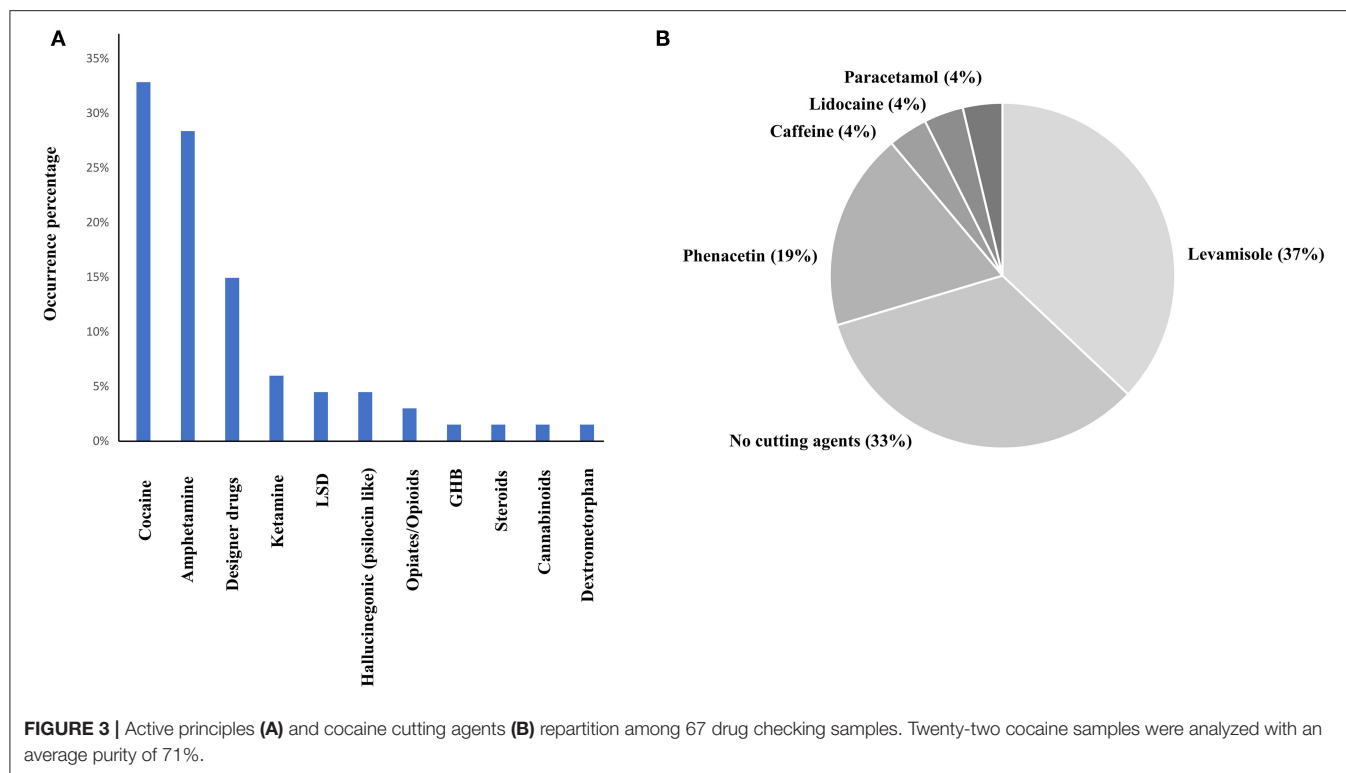 A
Occurrence percentage
35%
30%
25%
20%
15%
10%
5%
0%
Cocaine
Amphetamine
Designer drugs
Ketamine
LSD
Hallucinegonic (psilocin like)
Opiates/Opioids
GHB
Steroids
Cannabinoids
Dextrometorphan
B
Paracetamol (4%)
Lidocaine (4%)
Caffeine (4%)
Phenacetin (19%)
Levamisole (37%)
No cutting agents (33%)
FIGURE 3 | Active principles (A) and cocaine cutting agents (B) repartition among 67 drug checking samples. Twenty-two cocaine samples were analyzed with an
average purity of 71%.